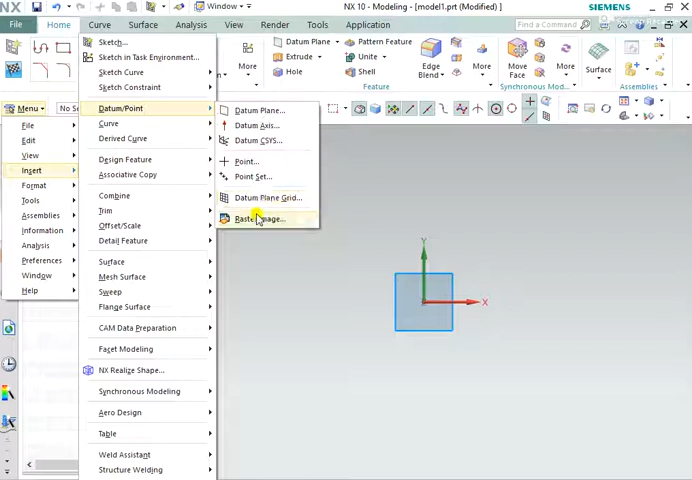 NX
Window
NX 10 - Modeling - [model1.prt (Modified) ]
SIEMENS
File
Home
Tools
Curve
Surface
Analysis
View
Application
Find a Command
More
Datum Plane
Extrude
Hole
Pattern Feature
Unite
Shell
Edge
Blend
More
Feature
Move
Face
More
Synchronous Modeling
Surface
Menu
No Se
File
Edit
View
Insert
Format
Tools
Assemblies
Information
Analysis
Preferences
Window
Help
Sketch...
Sketch in Task Environment...
Sketch Curve
Sketch Constraint
Datum/Point
Curve
Derived Curve
Design Feature
Associative Copy
Combine
Trim
Offset/Scale
Detail Feature
Surface
Mesh Surface
Sweep
Flange Surface
CAM Data Preparation
Facet Modeling
NX Realize Shape...
Synchronous Modeling
Aero Design
Table
Weld Assistant
Structure Welding
Datum Plane...
Datum Axis...
Datum CSYS...
Point...
Point Set...
Datum Plane Grid...
Raster Image...
Y
X